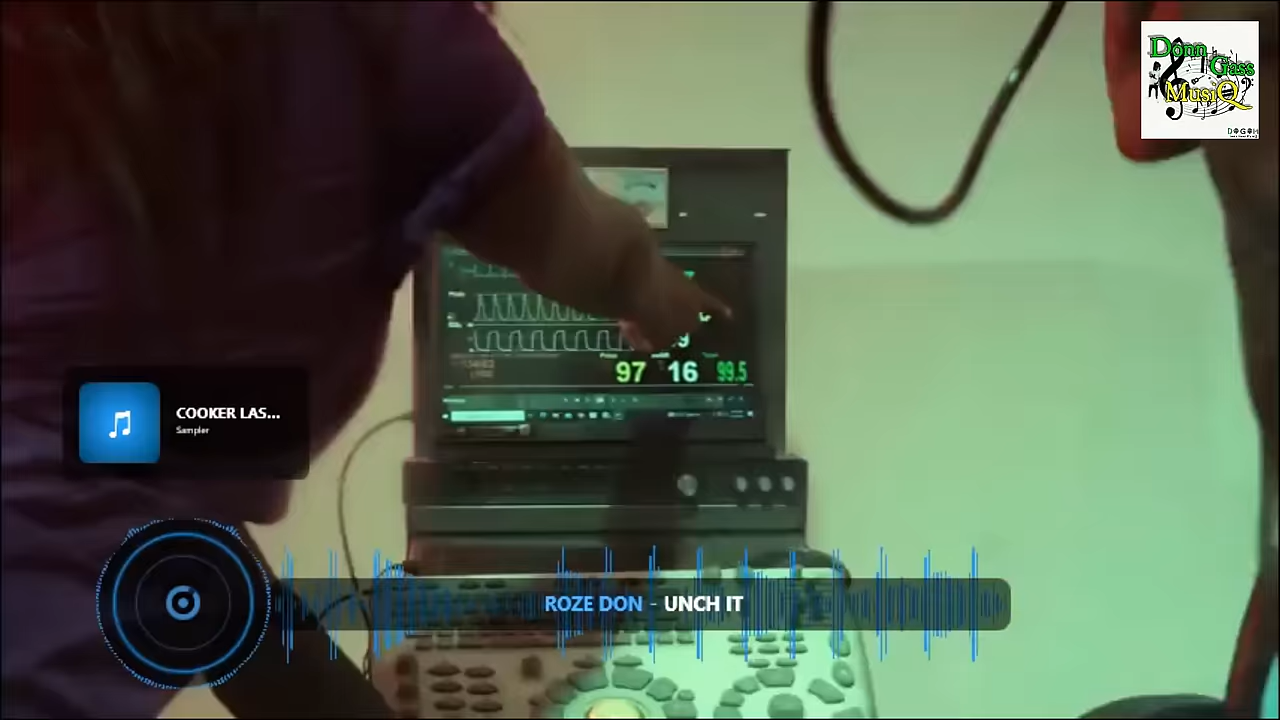 Donn
Gass
MusiQ
97 16 99.5
COOKER LAS...
Sampler
ROZE DON - UNCH IT